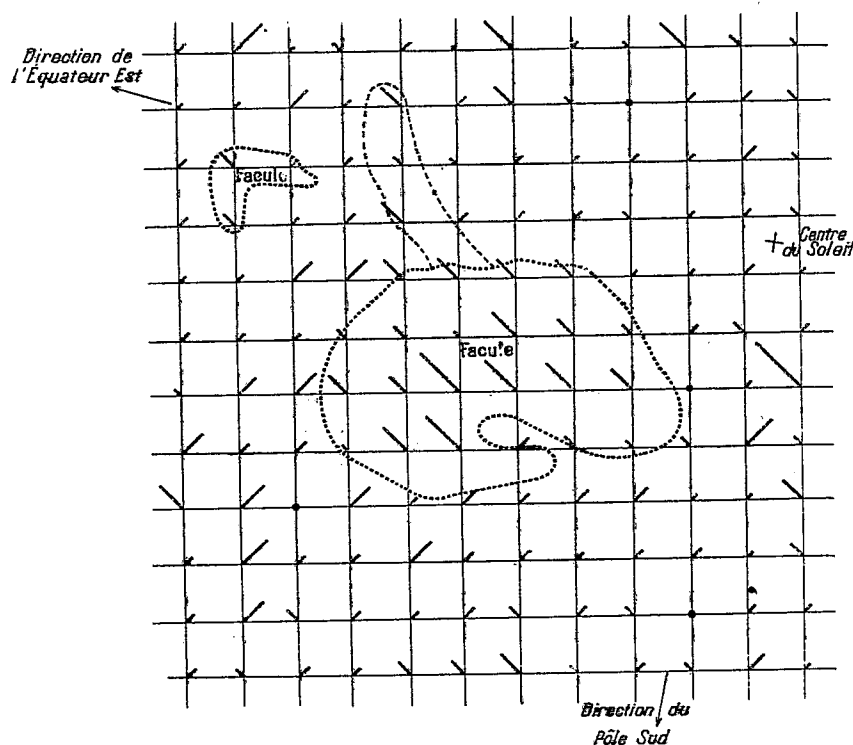 Direction de
l'Équateur Est
Facule
Centre
du Soleil
Facule
Direction du
Pôle Sud